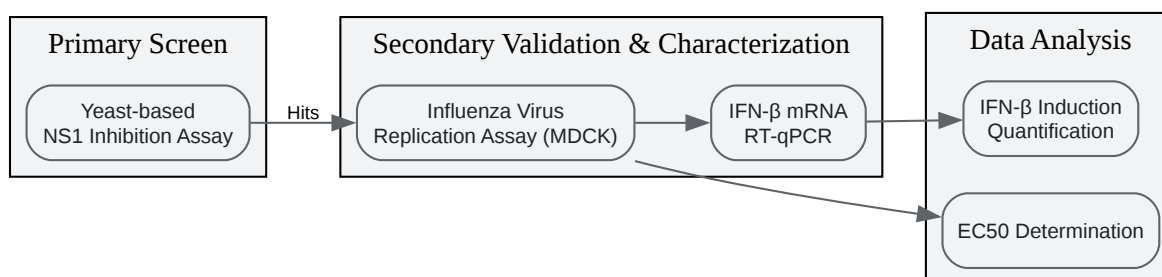 Primary Screen
Yeast-based
NS1 Inhibition Assay
Hits
Secondary Validation & Characterization
Influenza Virus
Replication Assay (MDCK)
IFN-β mRNA
RT-qPCR
Data Analysis
IFN-β Induction
Quantification
EC50 Determination